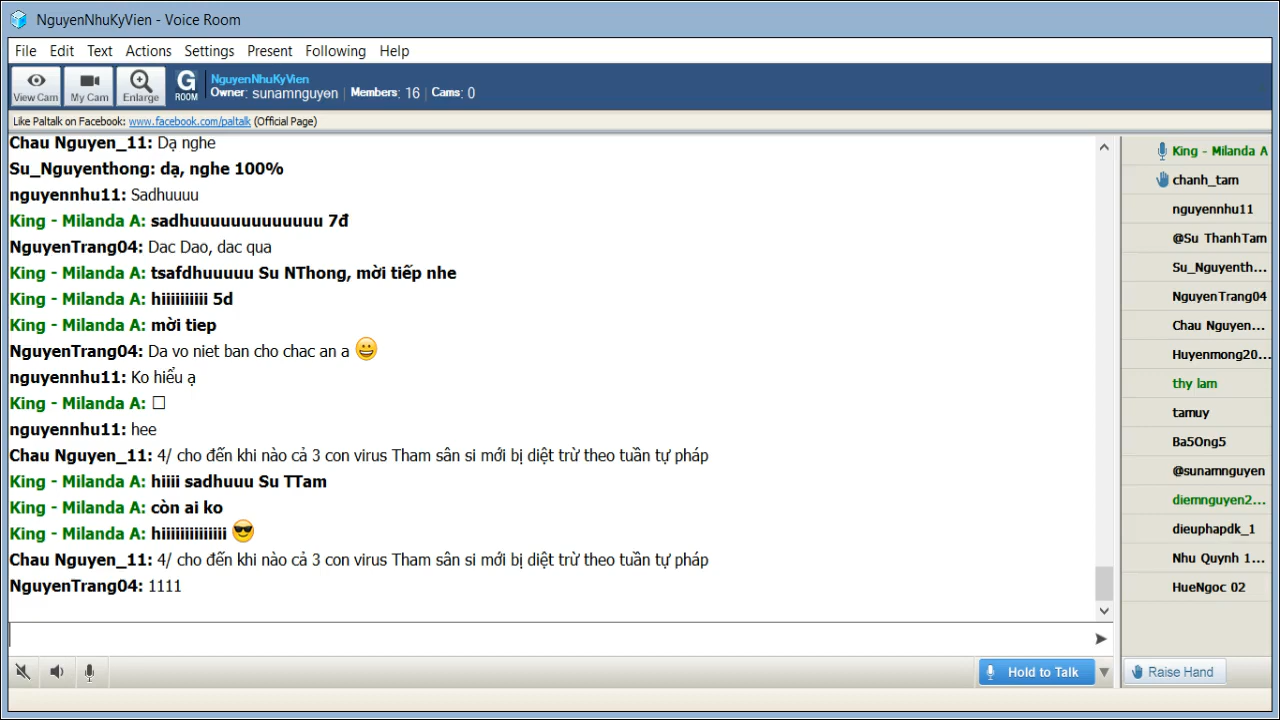 NguyenNhuKyVien - Voice Room
File Edit Text Actions Settings Present Following Help
View Cam My Cam Enlarge G ROOM
NguyenNhuKyVien
Owner: sunamnguyen | Members: 16 | Cams: 0
Like Paltalk on Facebook: www.facebook.com/paltalk (Official Page)
Chau Nguyen_11: Dạ nghe
Su_Nguyenthong: dạ, nghe 100%
nguyennhu11: Sadhuuuu
King - Milanda A: sadhuuuuuuuuuuuuu 7đ
NguyenTrang04: Dac Dao, dac qua
King - Milanda A: tsafdhuuuuu Su NThong, mời tiếp nhe
King - Milanda A: hiiiiiiiiii 5d
King - Milanda A: mời tiep
NguyenTrang04: Da vo niet ban cho chac an a 😀
nguyennhu11: Ko hiểu ạ
King - Milanda A: □
nguyennhu11: hee
Chau Nguyen_11: 4/ cho đến khi nào cả 3 con virus Tham sân si mới bị diệt trừ theo tuần tự pháp
King - Milanda A: hiiii sadhuuu Su TTam
King - Milanda A: còn ai ko
King - Milanda A: hiiiiiiiiiiiiii 😎
Chau Nguyen_11: 4/ cho đến khi nào cả 3 con virus Tham sân si mới bị diệt trừ theo tuần tự pháp
NguyenTrang04: 1111
King - Milanda A
chanh_tam
nguyennhu11
@Su ThanhTam
Su_Nguyenth...
NguyenTrang04
Chau Nguyen...
Huyenmong20...
thy lam
tamuy
Ba5Ong5
@sunamnguyen
diemnguyen2...
dieuphapdk_1
Nhu Quynh 1...
HueNgoc 02
Hold to Talk
Raise Hand